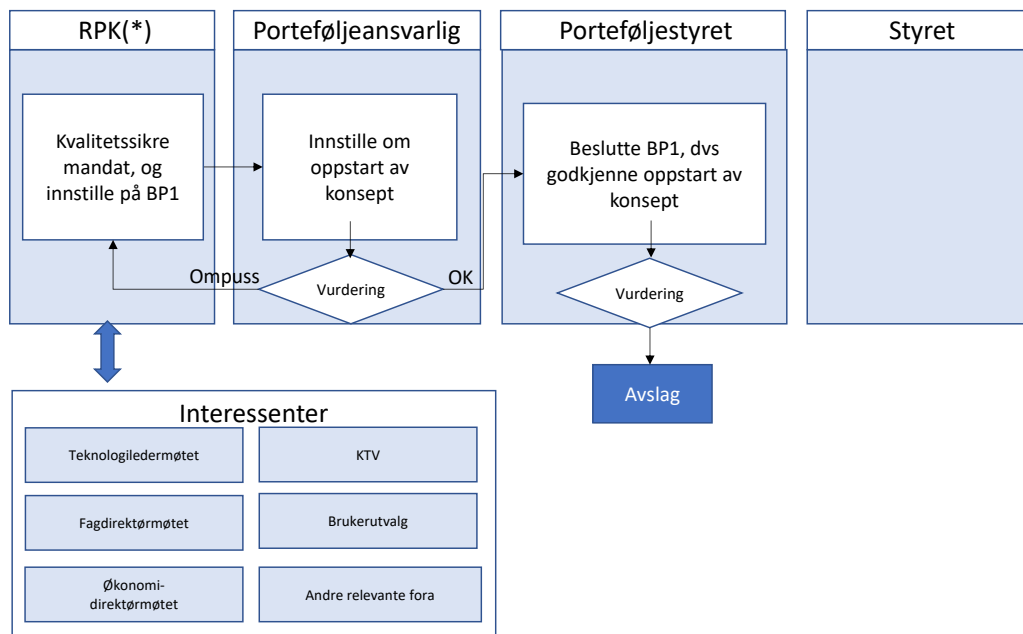 RPK(*)
Porteføljeansvarlig
Porteføljestyret
Styret
Kvalitetssikre
mandat, og
innstille på BP1
Innstille om
oppstart av
konsept
Beslutte BP1, dvs
godkjenne oppstart av
konsept
Ompuss
Vurdering
OK
Vurdering
Avslag
Interessenter
Teknologiledermøtet
KTV
Fagdirektørmøtet
Brukerutvalg
Økonomi-
direktørmøtet
Andre relevante fora